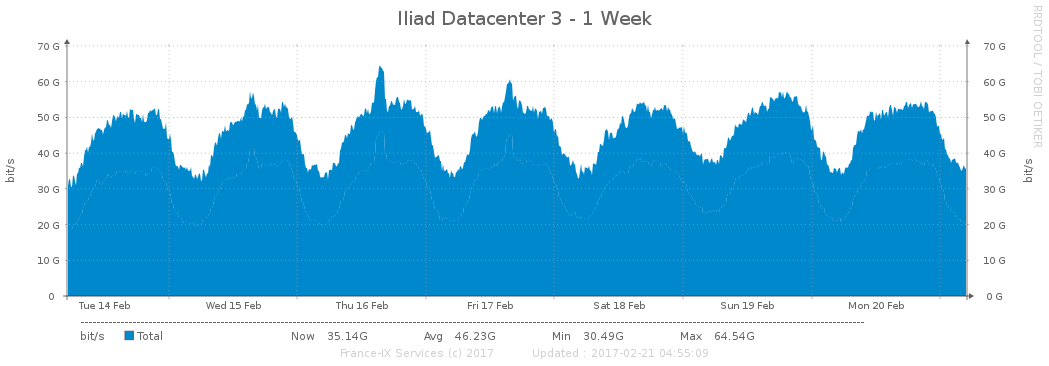 Iliad Datacenter 3 - 1 Week
RRDTOOL / TOBI OETIKER
70 G 70 G
60 G 60 G
50 G 50 G
40 G 40 G
30 G 30 G
20 G 20 G
10 G 10 G
0 0 G
bit/s bit/s
Tue 14 Feb Wed 15 Feb Thu 16 Feb Fri 17 Feb Sat 18 Feb Sun 19 Feb Mon 20 Feb
bit/s Total Now 35.14G Avg 46.23G Min 30.49G Max 64.54G
France-IX Services (c) 2017 Updated : 2017-02-21 04:55:09